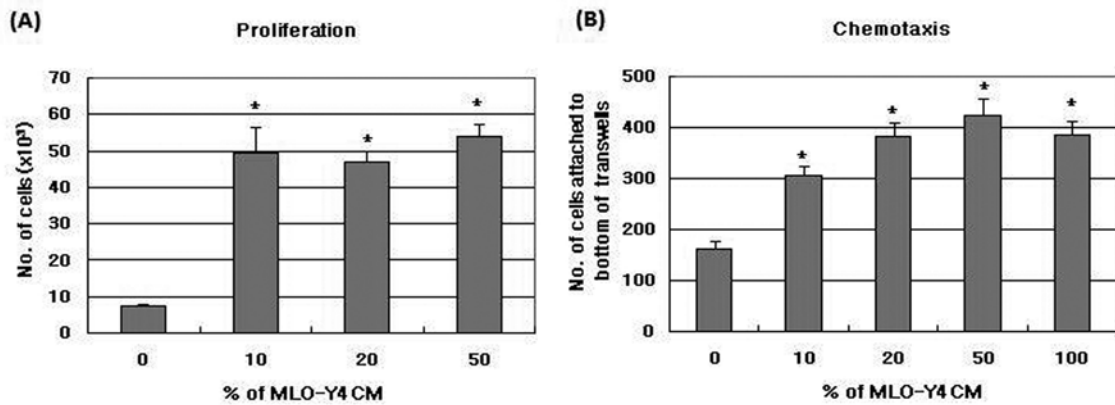 (A)
Proliferation
No. of cells (x10³)
70
60
50
40
30
20
10
0
* * *
0 10 20 50
% of MLO-Y4 CM
(B)
Chemotaxis
No. of cells attached to
bottom of transwells
500
400
300
200
100
0
* * * *
0 10 20 50 100
% of MLO-Y4 CM